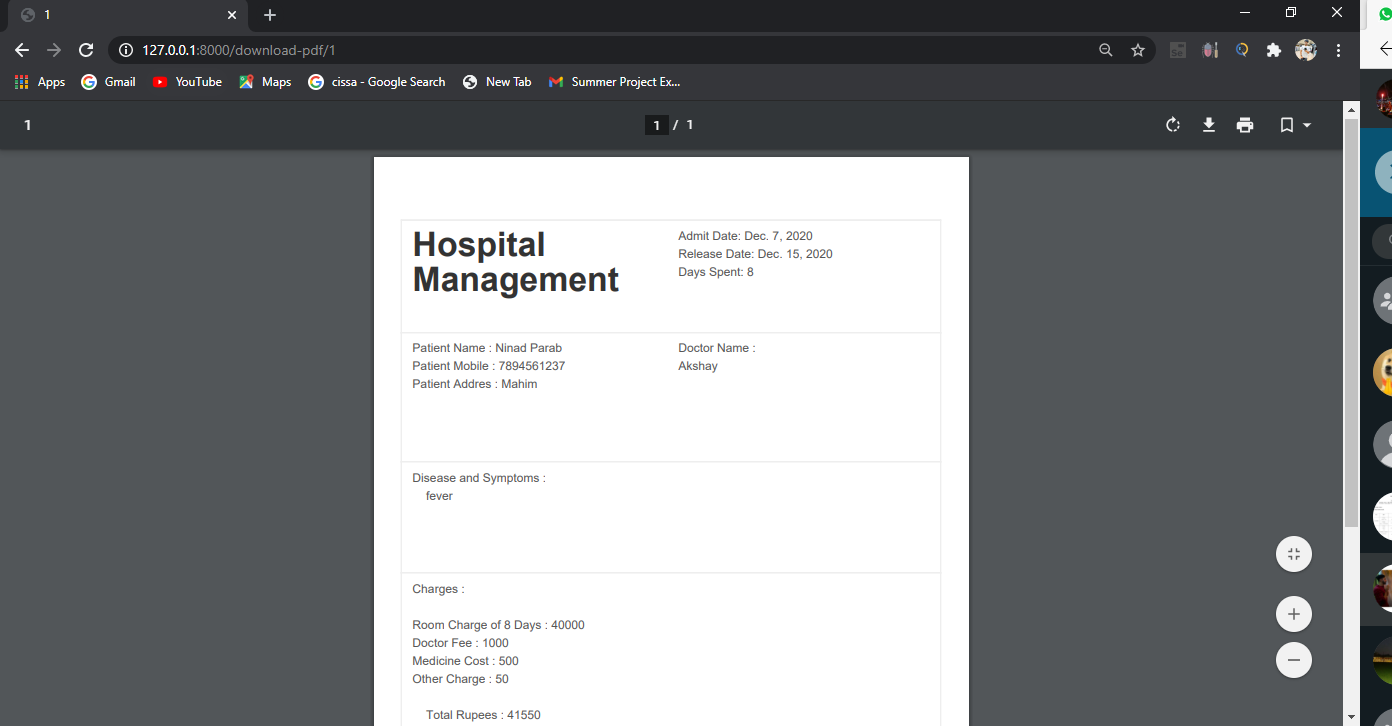 1
127.0.0.1:8000/download-pdf/1
Apps Gmail YouTube Maps cissa - Google Search New Tab Summer Project Ex...
1 1 / 1
Hospital
Management
Admit Date: Dec. 7, 2020
Release Date: Dec. 15, 2020
Days Spent: 8
Patient Name : Ninad Parab
Patient Mobile : 7894561237
Patient Addres : Mahim
Doctor Name :
Akshay
Disease and Symptoms :
fever
Charges :
Room Charge of 8 Days : 40000
Doctor Fee : 1000
Medicine Cost : 500
Other Charge : 50
Total Rupees : 41550